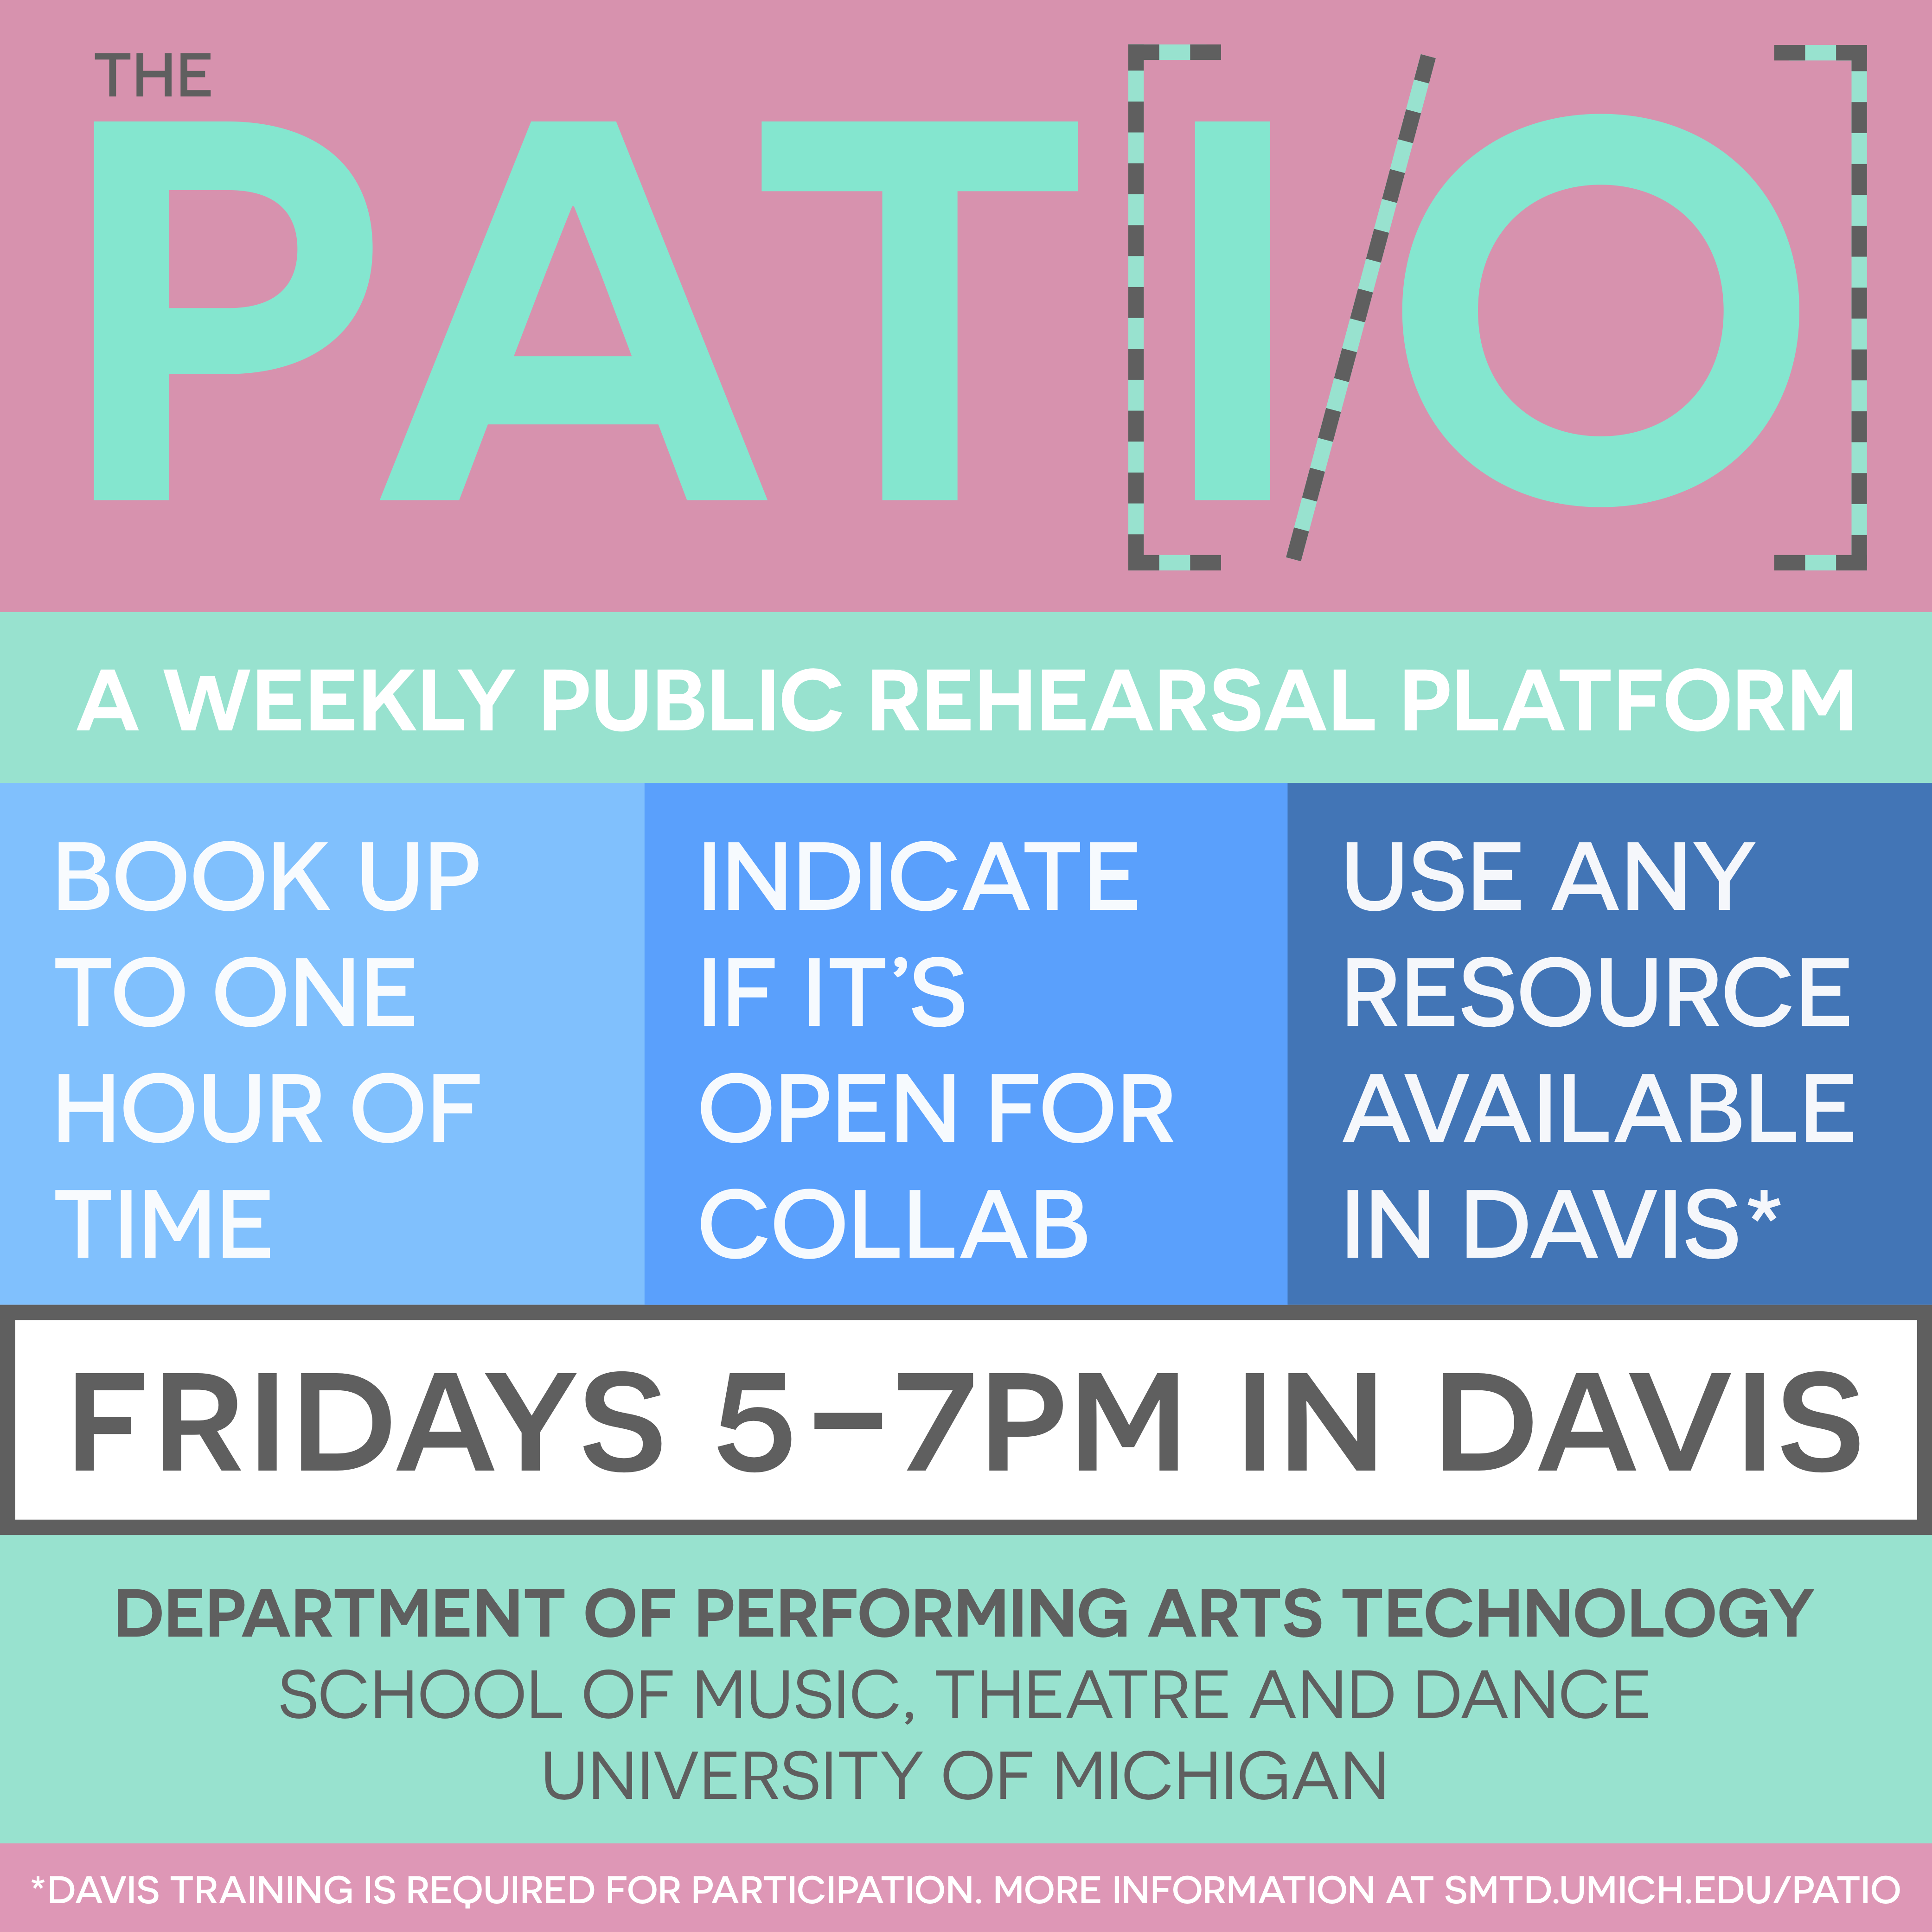 THE
PAT[I/O]
A WEEKLY PUBLIC REHEARSAL PLATFORM
BOOK UP
TO ONE
HOUR OF
TIME
INDICATE
IF IT'S
OPEN FOR
COLLAB
USE ANY
RESOURCE
AVAILABLE
IN DAVIS*
FRIDAYS 5–7PM IN DAVIS
DEPARTMENT OF PERFORMING ARTS TECHNOLOGY
SCHOOL OF MUSIC, THEATRE AND DANCE
UNIVERSITY OF MICHIGAN
*DAVIS TRAINING IS REQUIRED FOR PARTICIPATION. MORE INFORMATION AT SMTD.UMICH.EDU/PATIO